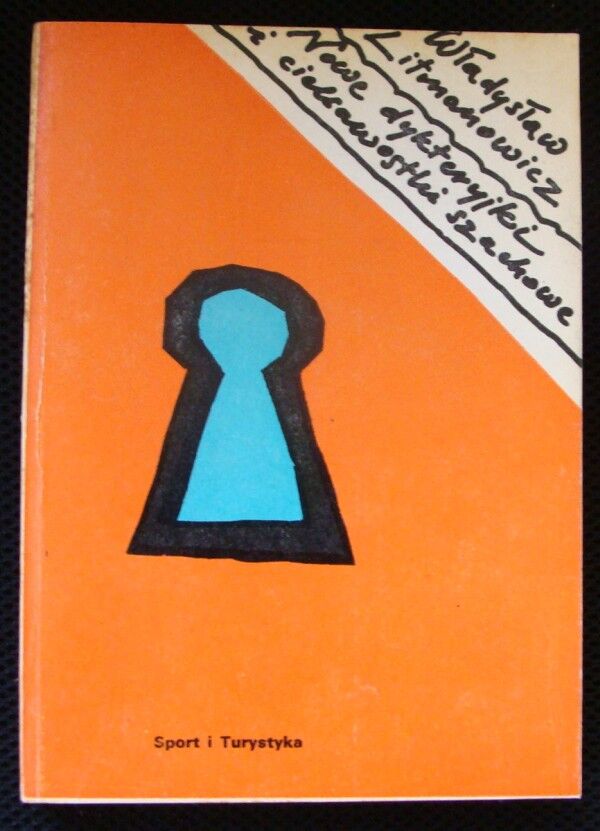 Władysław
Litmanowicz
Nowe dykteryjki
i ciekawostki szachowe
Sport i Turystyka